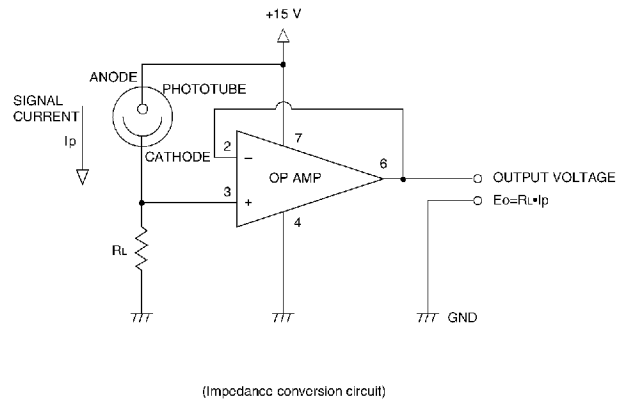 +15 V
ANODE
PHOTOTUBE
SIGNAL
CURRENT
Ip
CATHODE
2
7
6
−
OP AMP
3
+
4
OUTPUT VOLTAGE
Eo=RL•Ip
RL
GND
(Impedance conversion circuit)